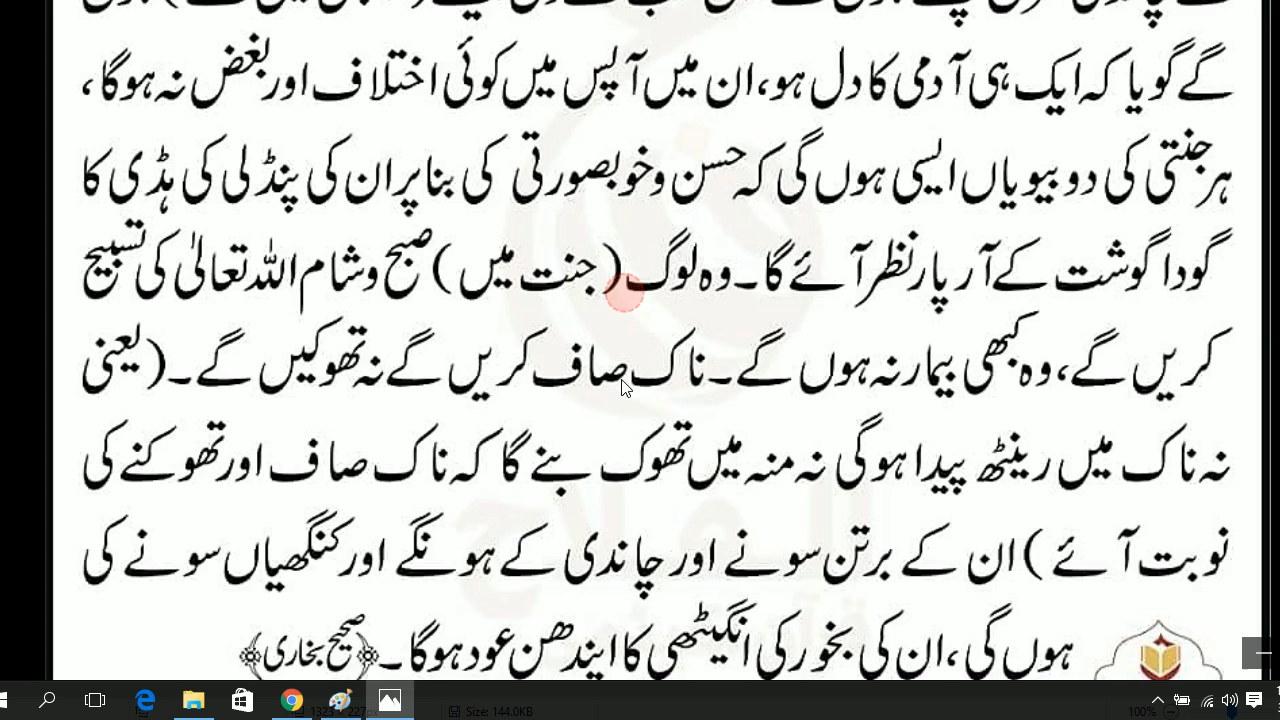 گے گویا کہ ایک ہی آدمی کا دل ہو، ان میں آپس میں کوئی اختلاف اور بغض نہ ہوگا،
ہر جنتی کی دو بیویاں ایسی ہوں گی کہ حسن و خوبصورتی کی بنا پر ان کی پنڈلی کی ہڈی کا
گودا گوشت کے آر پار نظر آئے گا۔ وہ لوگ (جنت میں) صبح و شام اللہ تعالیٰ کی تسبیح
کریں گے، وہ کبھی بیمار نہ ہوں گے۔ ناک صاف کریں گے نہ تھوکیں گے۔ (یعنی
نہ ناک میں رینٹھ پیدا ہوگی نہ منہ میں تھوک بنے گا کہ ناک صاف اور تھوکنے کی
نوبت آئے) ان کے برتن سونے اور چاندی کے ہونگے اور کنگھیاں سونے کی
ہوں گی، ان کی بخور کی انگیٹھی کا ایندھن عود ہوگا۔ ﴿صحیح بخاری﴾
Size: 144.0KB
100%